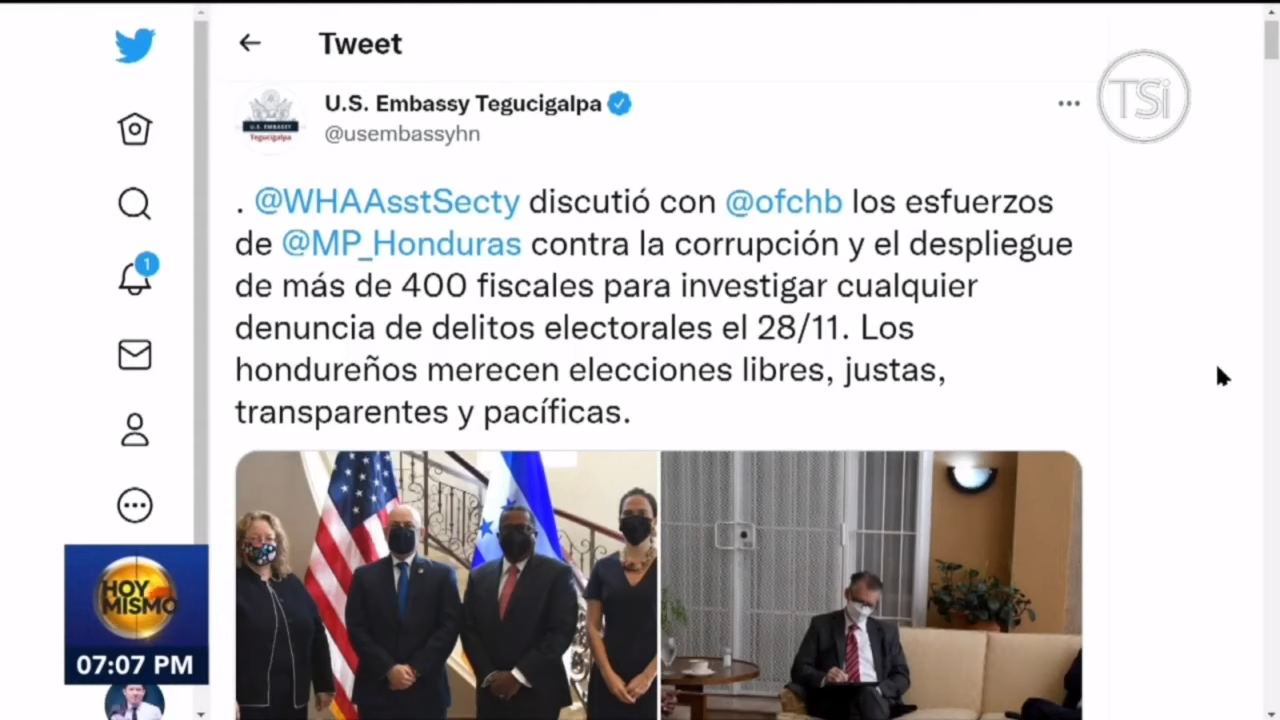 Tweet
TSi
U.S. Embassy Tegucigalpa
@usembassyhn
U.S. EMBASSY
Tegucigalpa
. @WHAAsstSecty discutió con @ofchb los esfuerzos
de @MP_Honduras contra la corrupción y el despliegue
de más de 400 fiscales para investigar cualquier
denuncia de delitos electorales el 28/11. Los
hondureños merecen elecciones libres, justas,
transparentes y pacíficas.
1
HOY
MISMO
07:07 PM